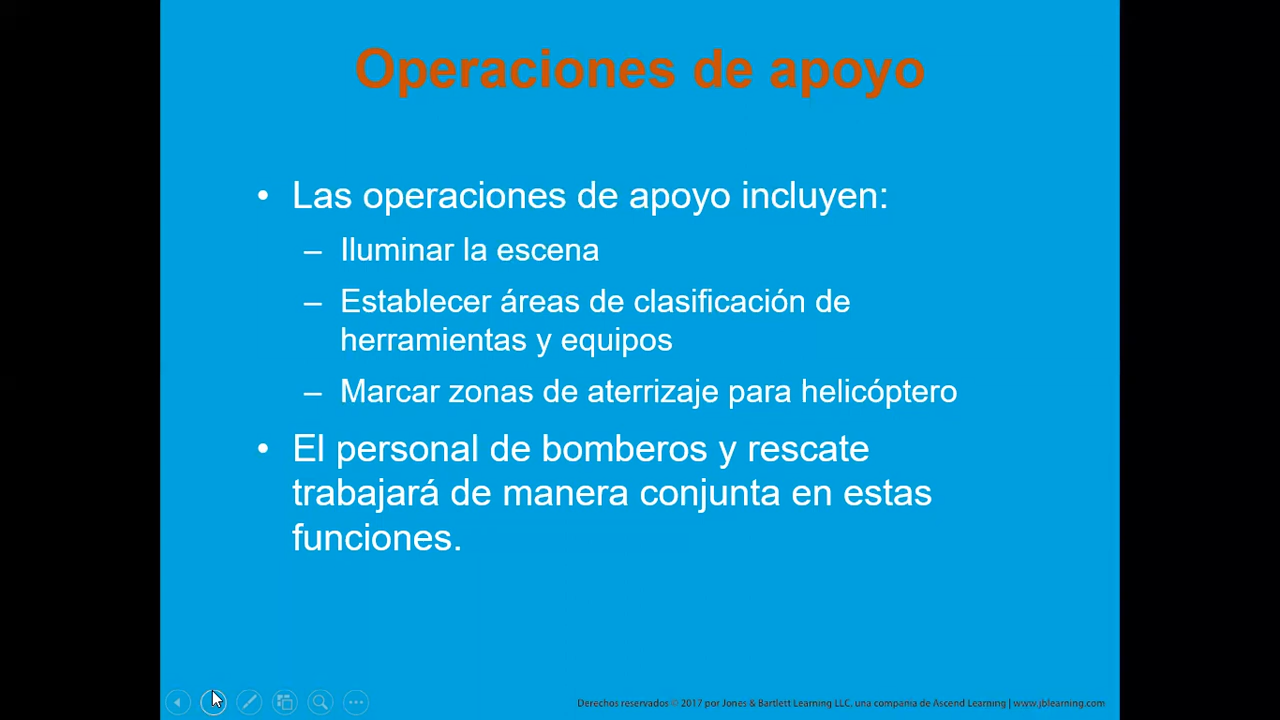 Operaciones de apoyo
• Las operaciones de apoyo incluyen:
– Iluminar la escena
– Establecer áreas de clasificación de
herramientas y equipos
– Marcar zonas de aterrizaje para helicóptero
• El personal de bomberos y rescate
trabajará de manera conjunta en estas
funciones.
Derechos reservados © 2017 por Jones & Bartlett Learning LLC, una compañía de Ascend Learning | www.jblearning.com